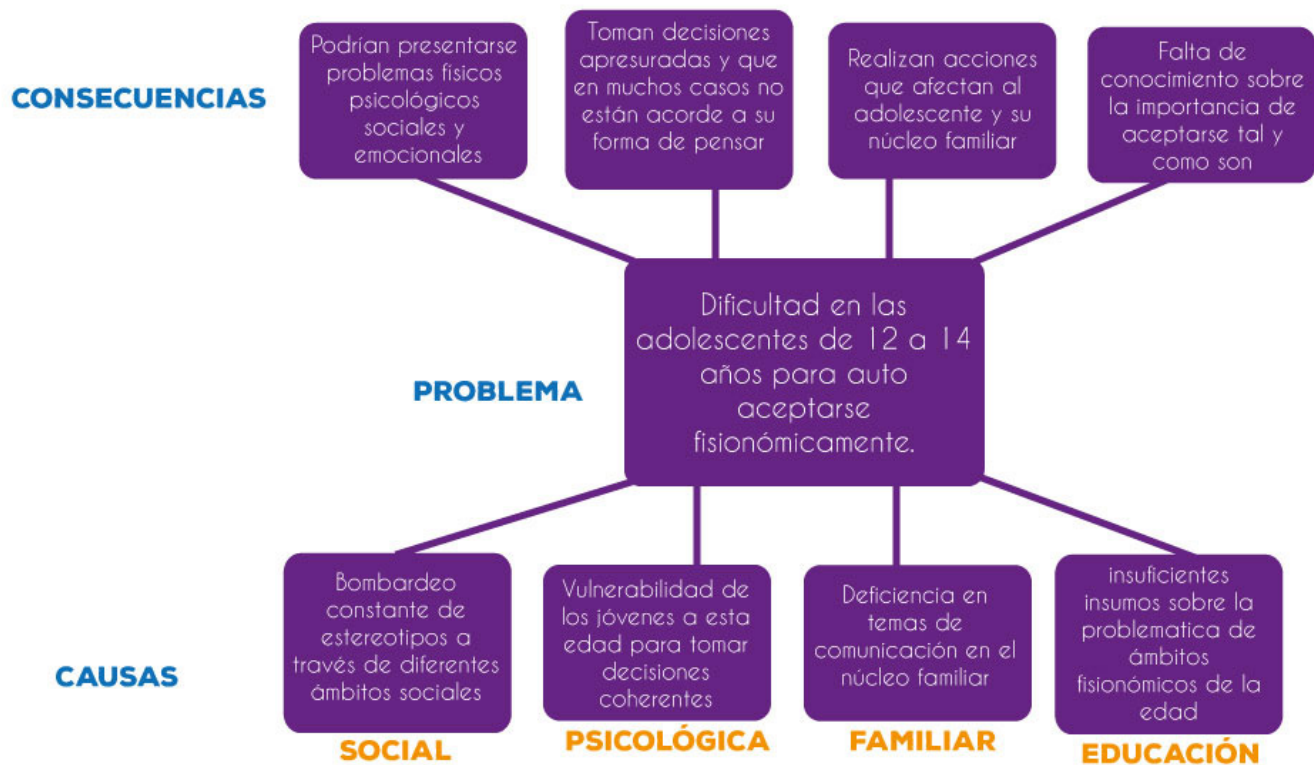 CONSECUENCIAS
Podrían presentarse
problemas físicos
psicológicos
sociales y
emocionales
Toman decisiones
apresuradas y que
en muchos casos no
están acorde a su
forma de pensar
Realizan acciones
que afectan al
adolescente y su
núcleo familiar
Falta de
conocimiento sobre
la importancia de
aceptarse tal y
como son
PROBLEMA
Dificultad en las
adolescentes de 12 a 14
años para auto
aceptarse
fisionómicamente.
CAUSAS
Bombardeo
constante de
estereotipos a
través de diferentes
ámbitos sociales
SOCIAL
Vulnerabilidad de
los jóvenes a esta
edad para tomar
decisiones
coherentes
PSICOLÓGICA
Deficiencia en
temas de
comunicación en el
núcleo familiar
FAMILIAR
insuficientes
insumos sobre la
problematica de
ámbitos
fisionómicos de la
edad
EDUCACIÓN